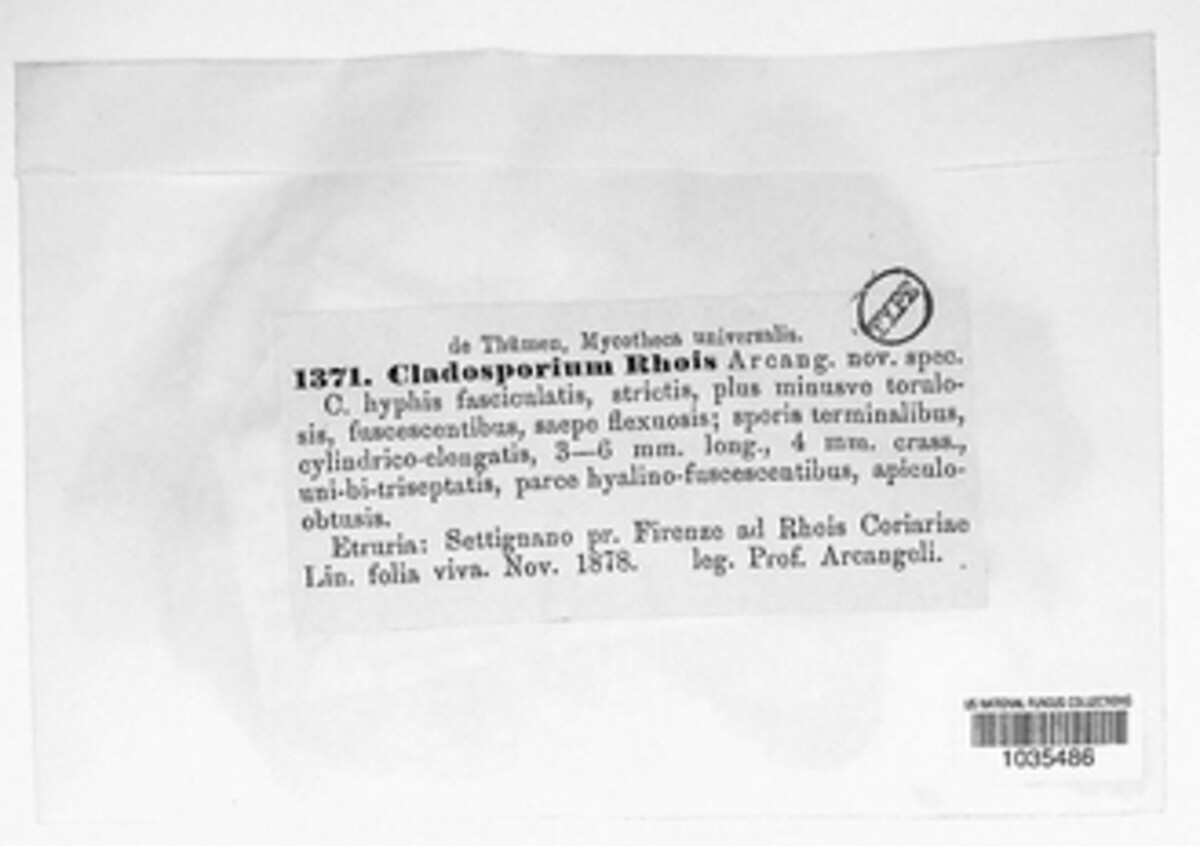 TYPE
de Thümen, Mycotheca universalis.
1371. Cladosporium Rhois Arcang. nov. spec.
C. hyphis fasciculatis, strictis, plus minusve torulo-
sis, fuscescentibus, saepe flexuosis; sporis terminalibus,
cylindrico-elongatis, 3—6 mm. long., 4 mm. crass.,
uni-bi-triseptatis, parce hyalino-fuscescentibus, apiculo-
obtusis.
Etruria: Settignano pr. Firenze ad Rhois Coriariae
Lin. folia viva. Nov. 1878. leg. Prof. Arcangeli.
US NATIONAL FUNGUS COLLECTIONS
1035486